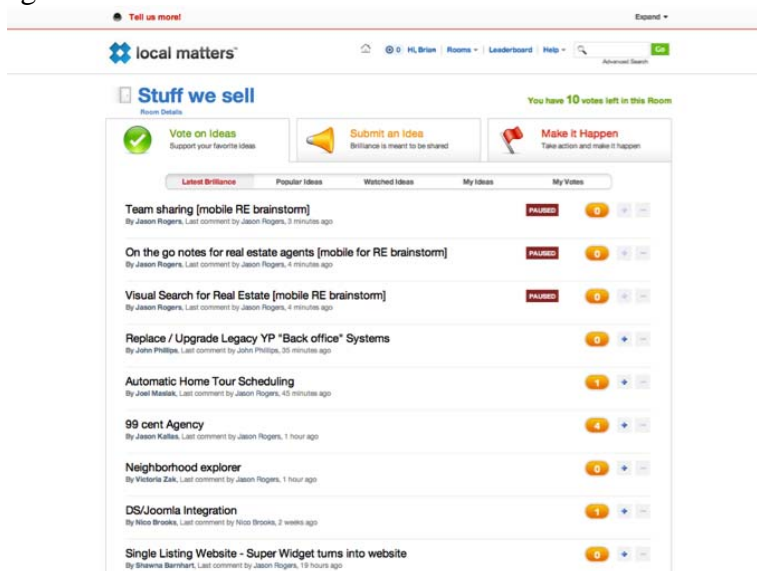 Tell us more!
Expand
local matters
0 Hi, Brian Rooms Leaderboard Help Go
Advanced Search
Stuff we sell
Room Details
You have 10 votes left in this Room
Vote on Ideas
Support your favorite ideas
Submit an Idea
Brilliance is meant to be shared
Make it Happen
Take action and make it happen
Latest Brilliance Popular Ideas Watched Ideas My Ideas My Votes
Team sharing [mobile RE brainstorm] PAUSED 0
By Jason Rogers, Last comment by Jason Rogers, 3 minutes ago
On the go notes for real estate agents [mobile for RE brainstorm] PAUSED 0
By Jason Rogers, Last comment by Jason Rogers, 4 minutes ago
Visual Search for Real Estate [mobile RE brainstorm] PAUSED 0
By Jason Rogers, Last comment by Jason Rogers, 4 minutes ago
Replace / Upgrade Legacy YP "Back office" Systems 0
By John Phillips, Last comment by John Phillips, 35 minutes ago
Automatic Home Tour Scheduling 1
By Joel Masiak, Last comment by Jason Rogers, 45 minutes ago
99 cent Agency 4
By Jason Kallas, Last comment by Jason Rogers, 1 hour ago
Neighborhood explorer 0
By Victoria Zak, Last comment by Jason Rogers, 1 hour ago
DS/Joomla Integration 1
By Nico Brooks, Last comment by Nico Brooks, 2 weeks ago
Single Listing Website - Super Widget turns into website 0
By Shawna Barnhart, Last comment by Jason Rogers, 19 hours ago